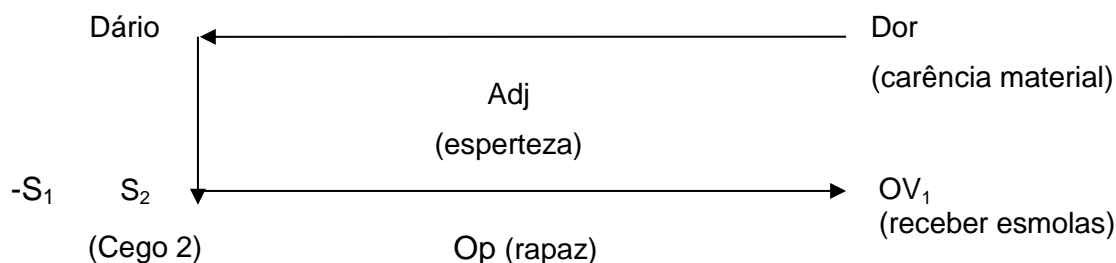 Dário Dor
(carência material)
Adj
(esperteza)
-S₁ S₂ OV₁
(receber esmolas)
(Cego 2) Op (rapaz)